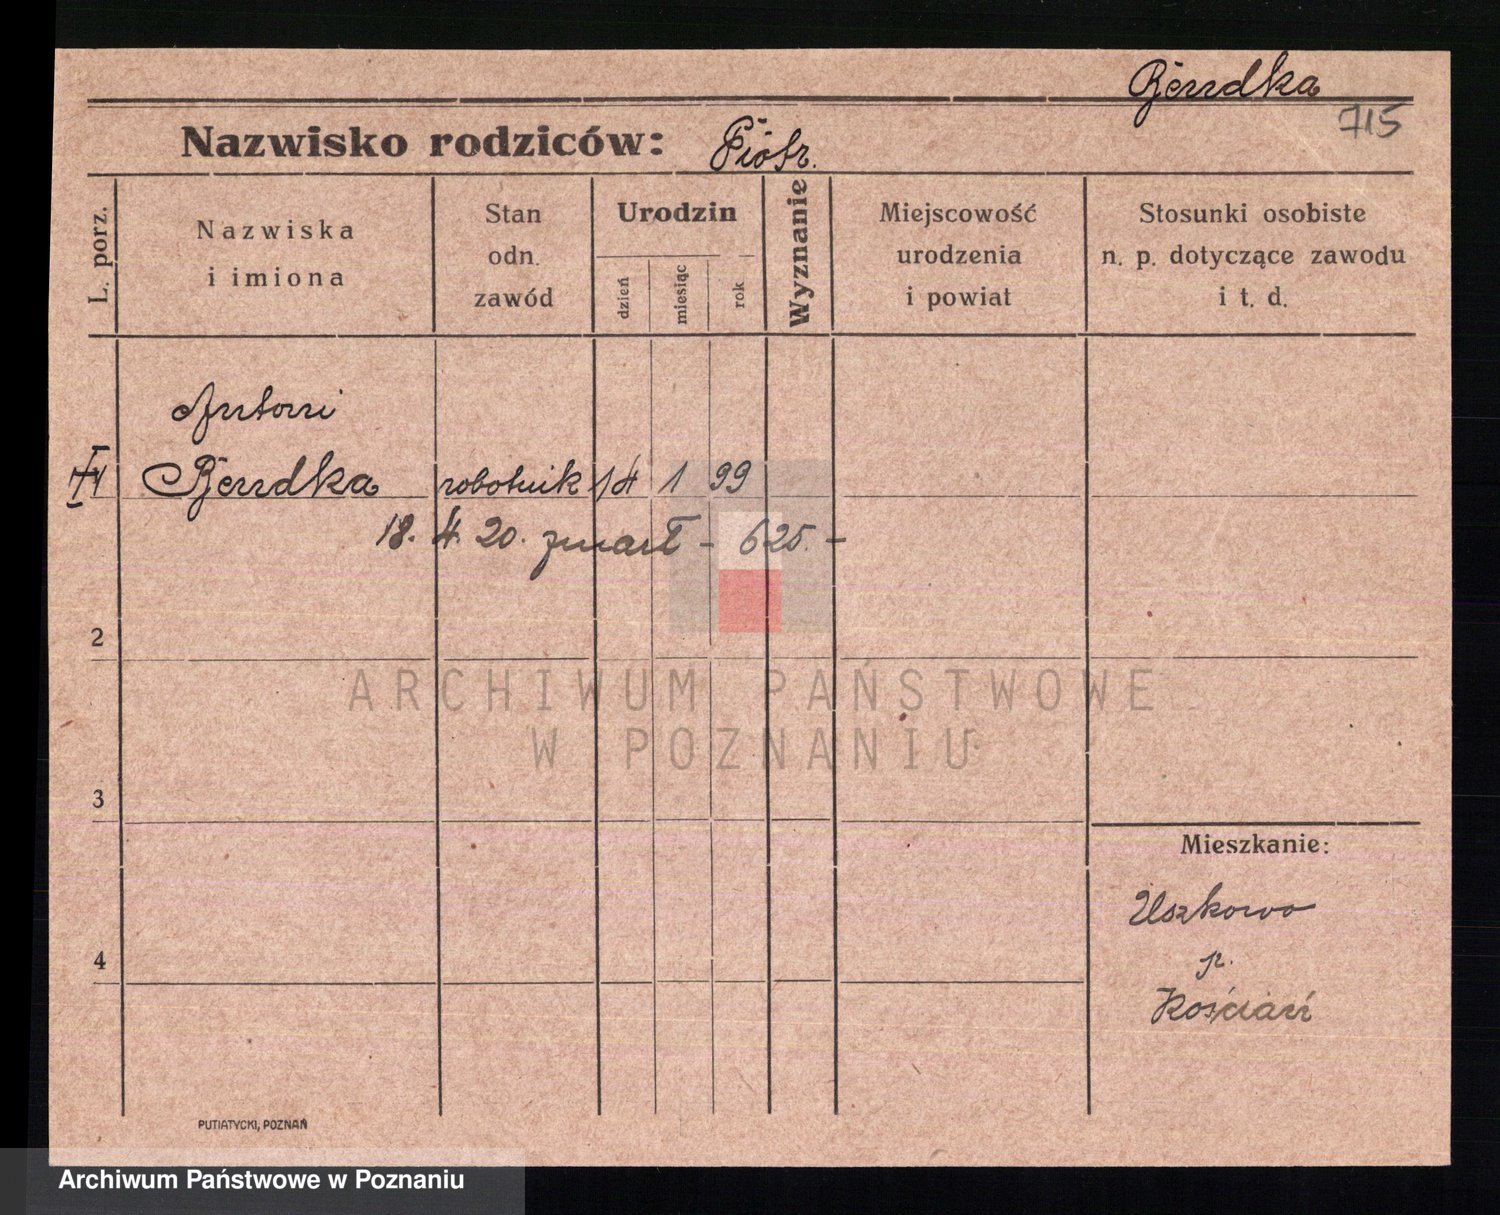 Bendka
715
Nazwisko rodziców: Piotr.
L. porz.
Nazwiska
i imiona
Stan
odn.
zawód
Urodzin
dzień
miesiąc
rok
Wyznanie
Miejscowość
urodzenia
i powiat
Stosunki osobiste
n. p. dotyczące zawodu
i t. d.
Antoni
Bendka robotnik 14 1 99
18. 4. 20. zmarł - 625.-
2
3
4
Mieszkanie:
Uszkowo
p.
Kościań
ARCHIWUM PAŃSTWOWE
W POZNANIU
PUTIATYCKI, POZNAŃ
Archiwum Państwowe w Poznaniu